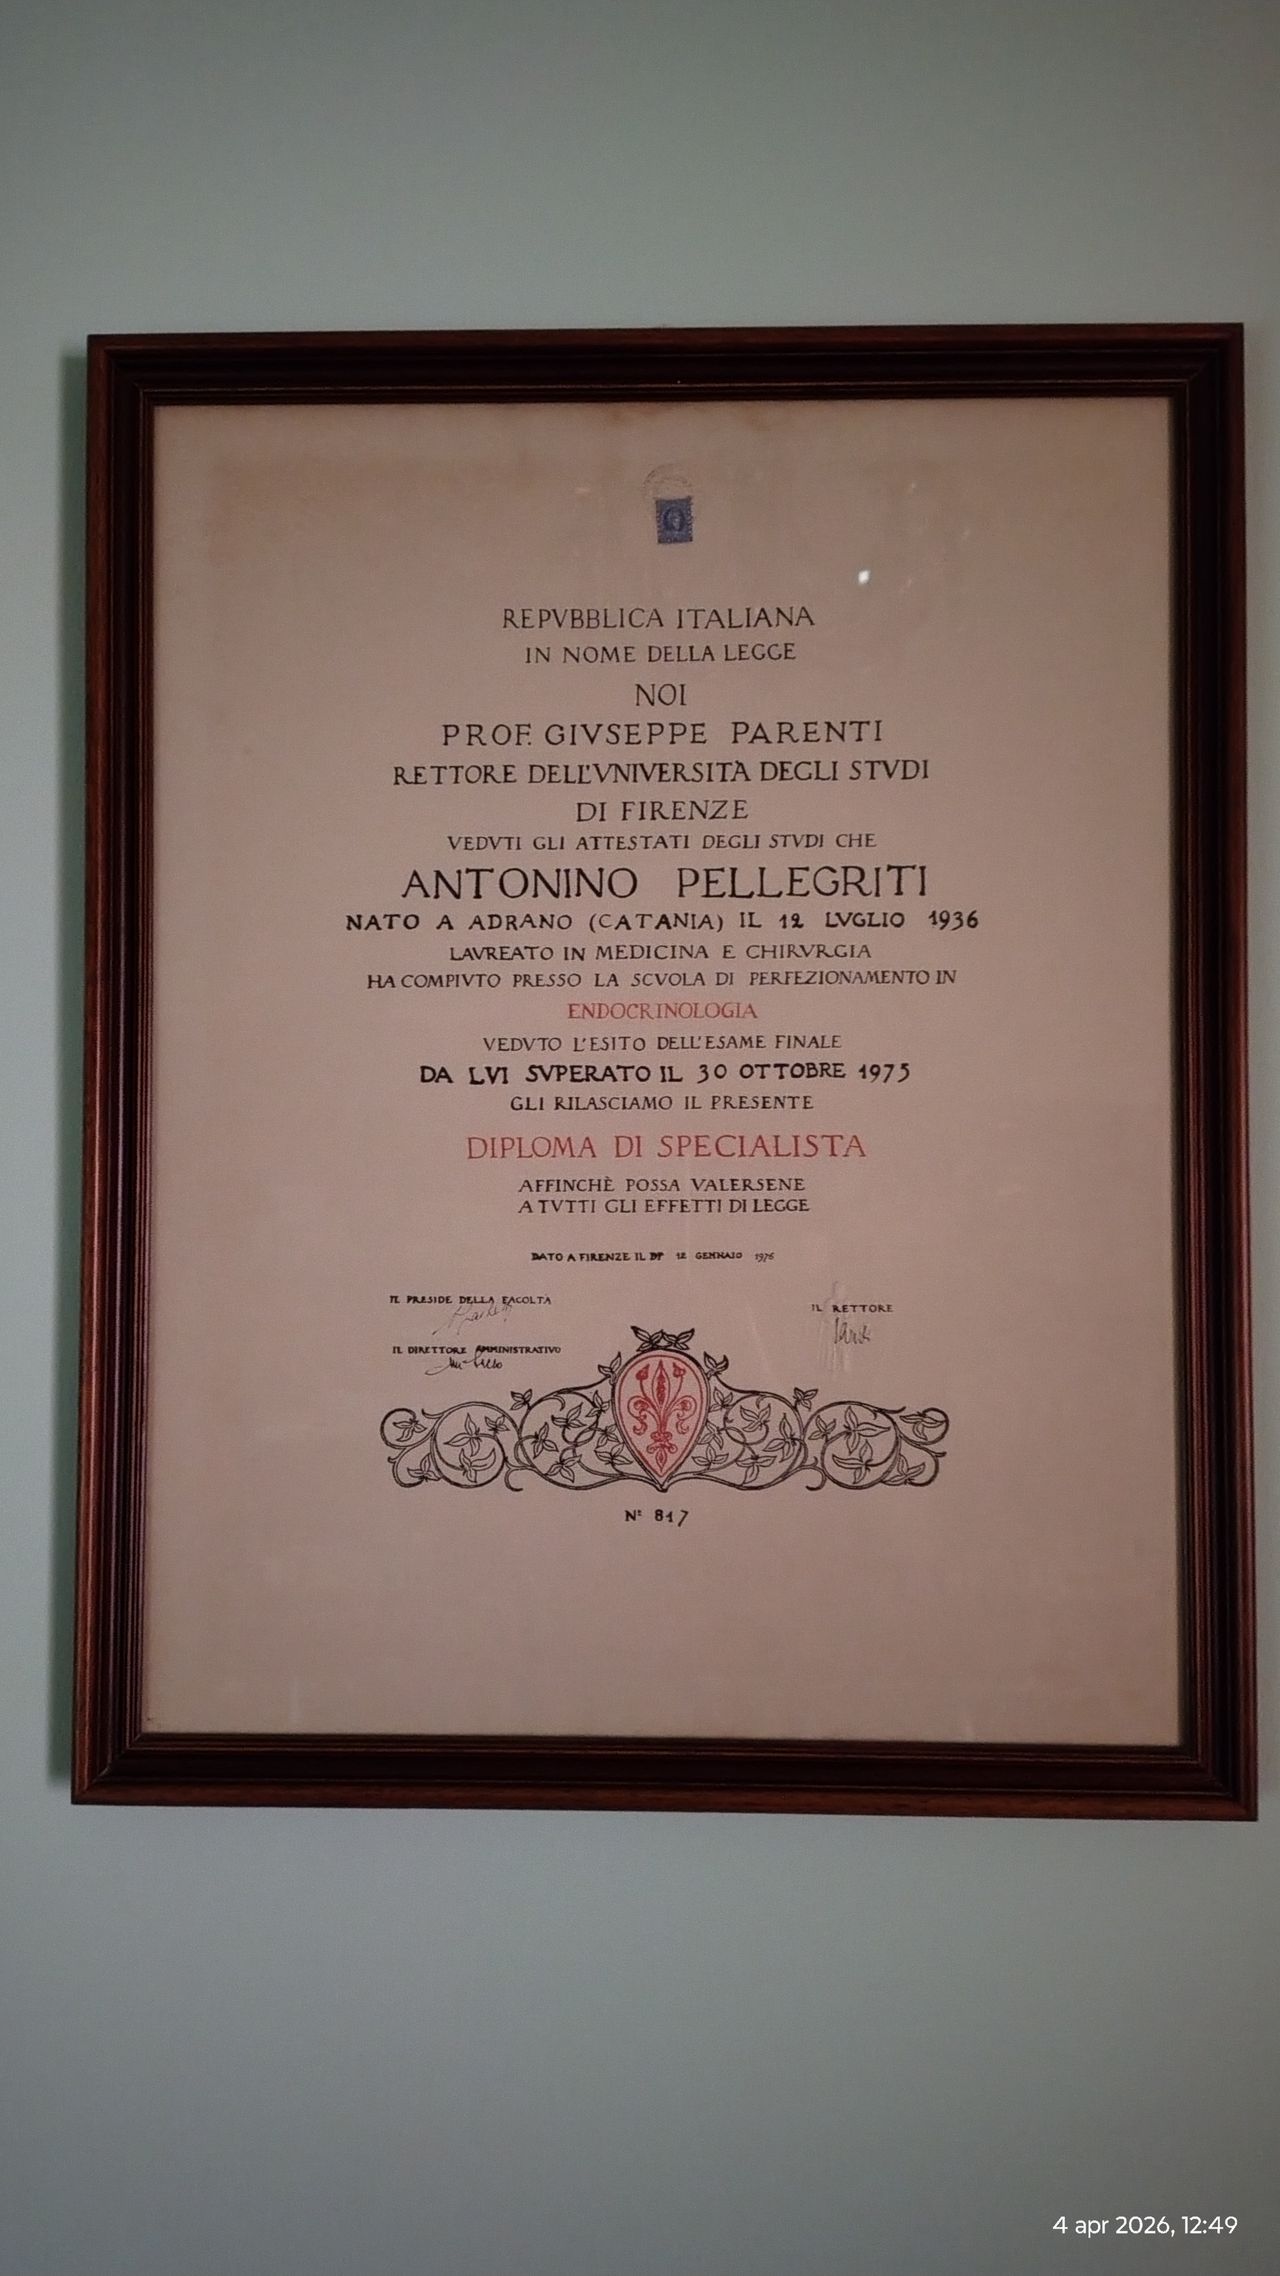 REPVBBLICA ITALIANA
IN NOME DELLA LEGGE
NOI
PROF. GIVSEPPE PARENTI
RETTORE DELL'VNIVERSITÀ DEGLI STVDI
DI FIRENZE
VEDVTI GLI ATTESTATI DEGLI STVDI CHE
ANTONINO PELLEGRITI
NATO A ADRANO (CATANIA) IL 12 LVGLIO 1936
LAVREATO IN MEDICINA E CHIRVRGIA
HA COMPIVTO PRESSO LA SCVOLA DI PERFEZIONAMENTO IN
ENDOCRINOLOGIA
VEDVTO L'ESITO DELL'ESAME FINALE
DA LVI SVPERATO IL 30 OTTOBRE 1975
GLI RILASCIAMO IL PRESENTE
DIPLOMA DI SPECIALISTA
AFFINCHÈ POSSA VALERSENE
A TVTTI GLI EFFETTI DI LEGGE
DATO A FIRENZE IL DÌ 12 GENNAIO 1976
IL PRESIDE DELLA FACOLTÀ
IL RETTORE
IL DIRETTORE AMMINISTRATIVO
N° 817
4 apr 2026, 12:49